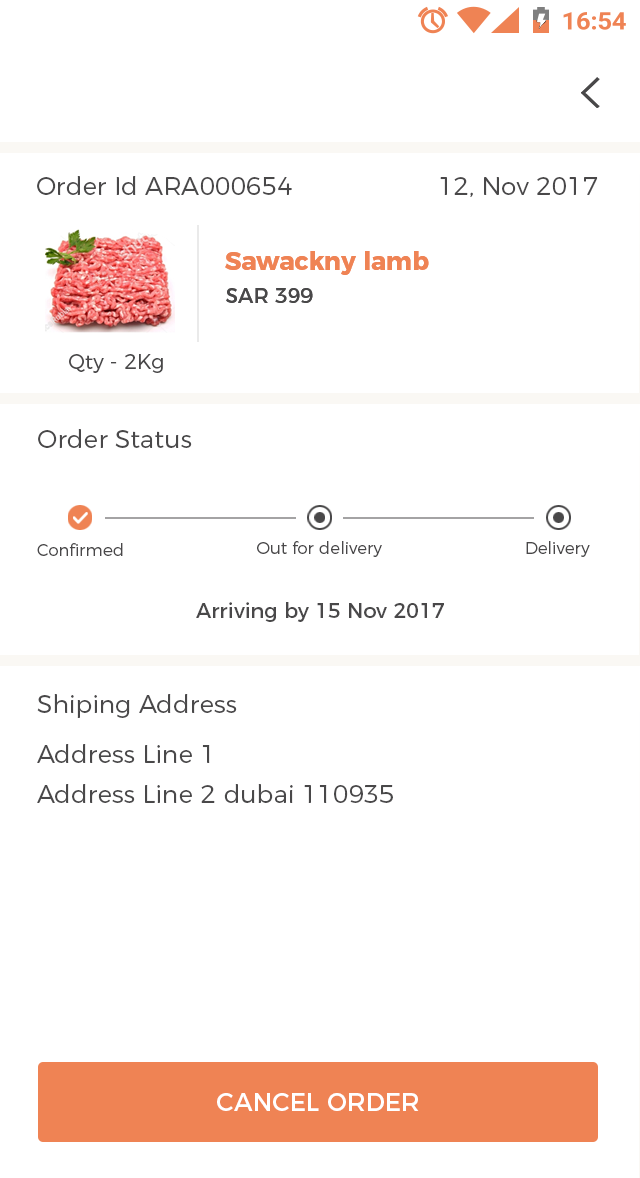 16:54
Order Id ARA000654
12, Nov 2017
Sawackny lamb
SAR 399
Qty - 2Kg
Order Status
Confirmed
Out for delivery
Delivery
Arriving by 15 Nov 2017
Shiping Address
Address Line 1
Address Line 2 dubai 110935
CANCEL ORDER